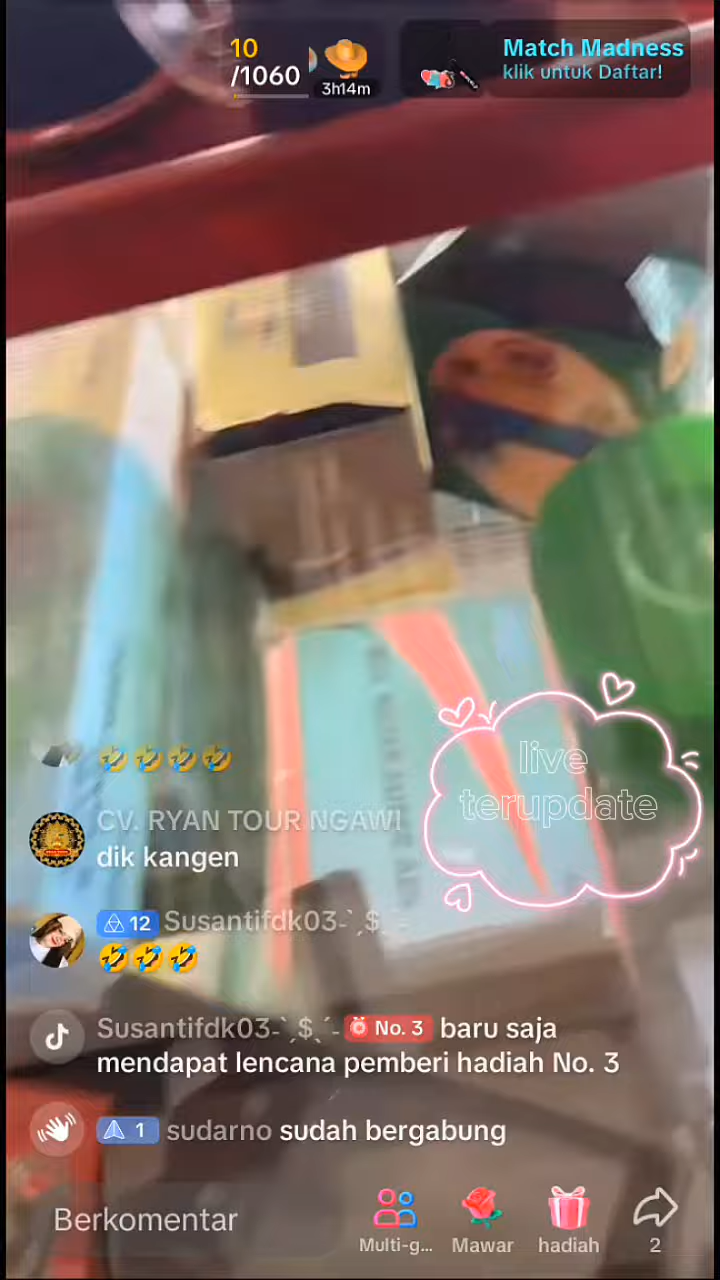 10
/1060
3h14m
Match Madness
klik untuk Daftar!
live
terupdate
CV. RYAN TOUR NGAWI
dik kangen
12 Susantifdk03-`¸$
Susantifdk03-`¸$¸´- No. 3 baru saja
mendapat lencana pemberi hadiah No. 3
1 sudarno sudah bergabung
Berkomentar
Multi-g...
Mawar
hadiah
2